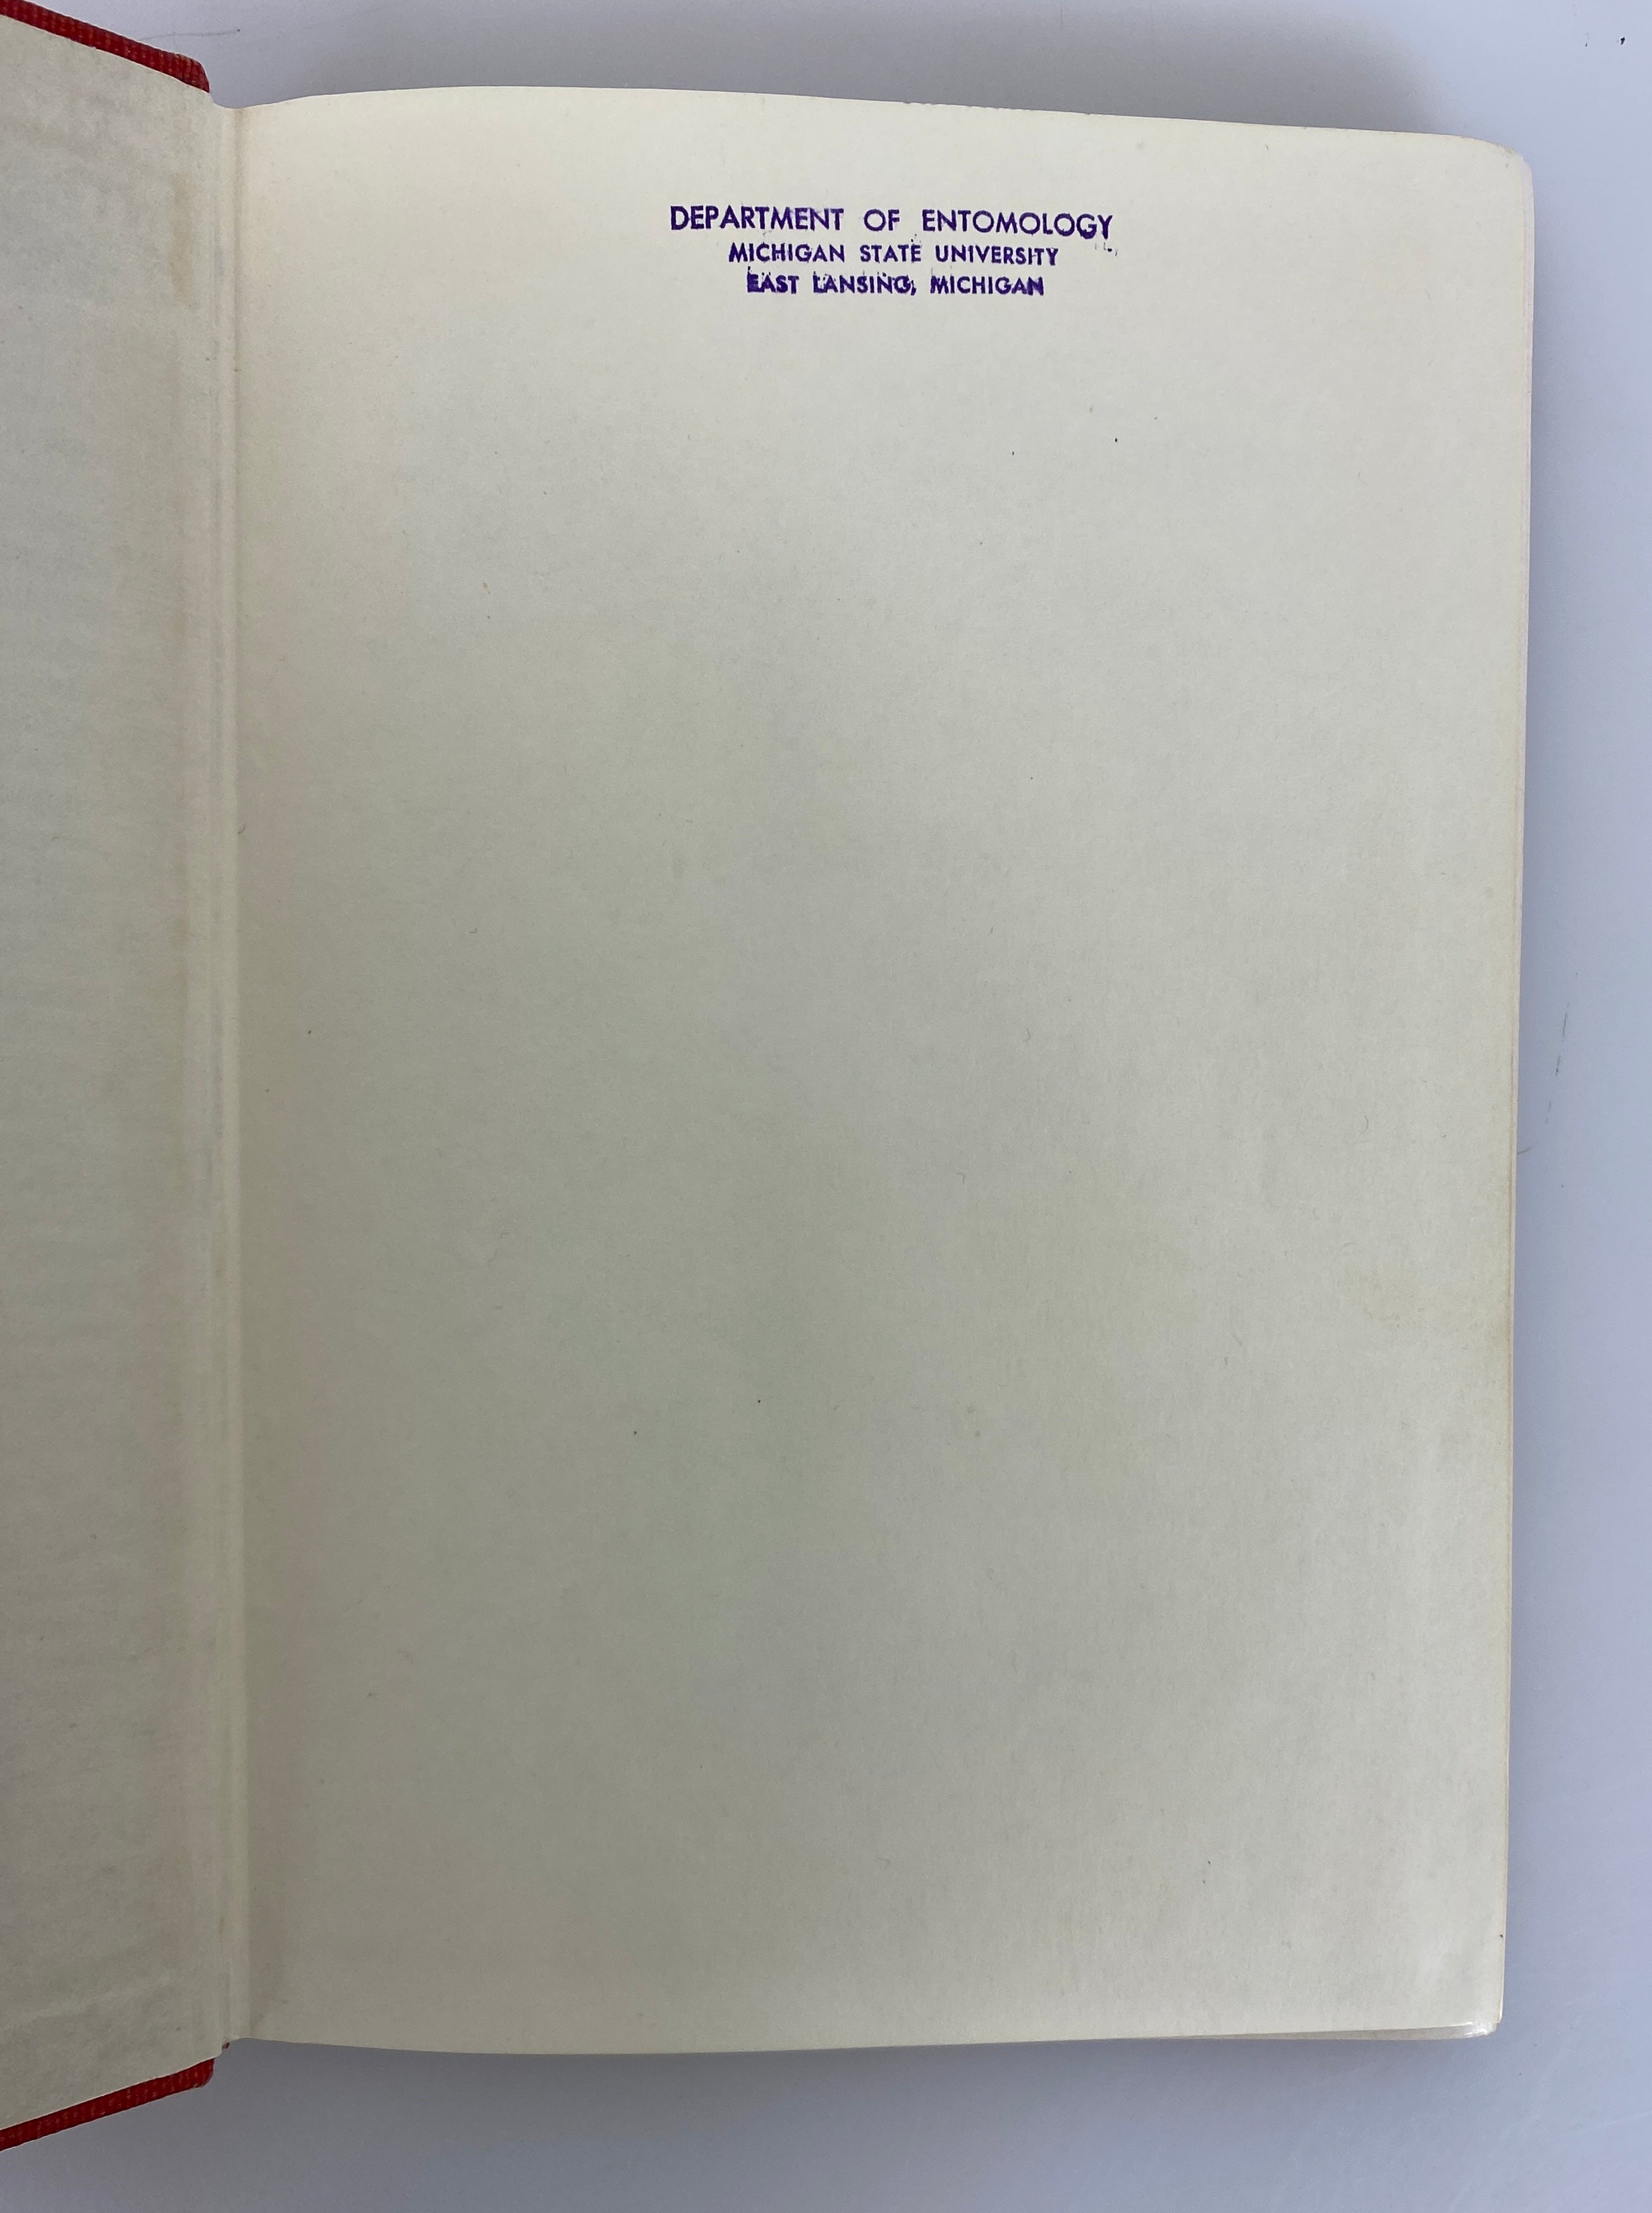 DEPARTMENT OF ENTOMOLOGY
MICHIGAN STATE UNIVERSITY
EAST LANSING, MICHIGAN